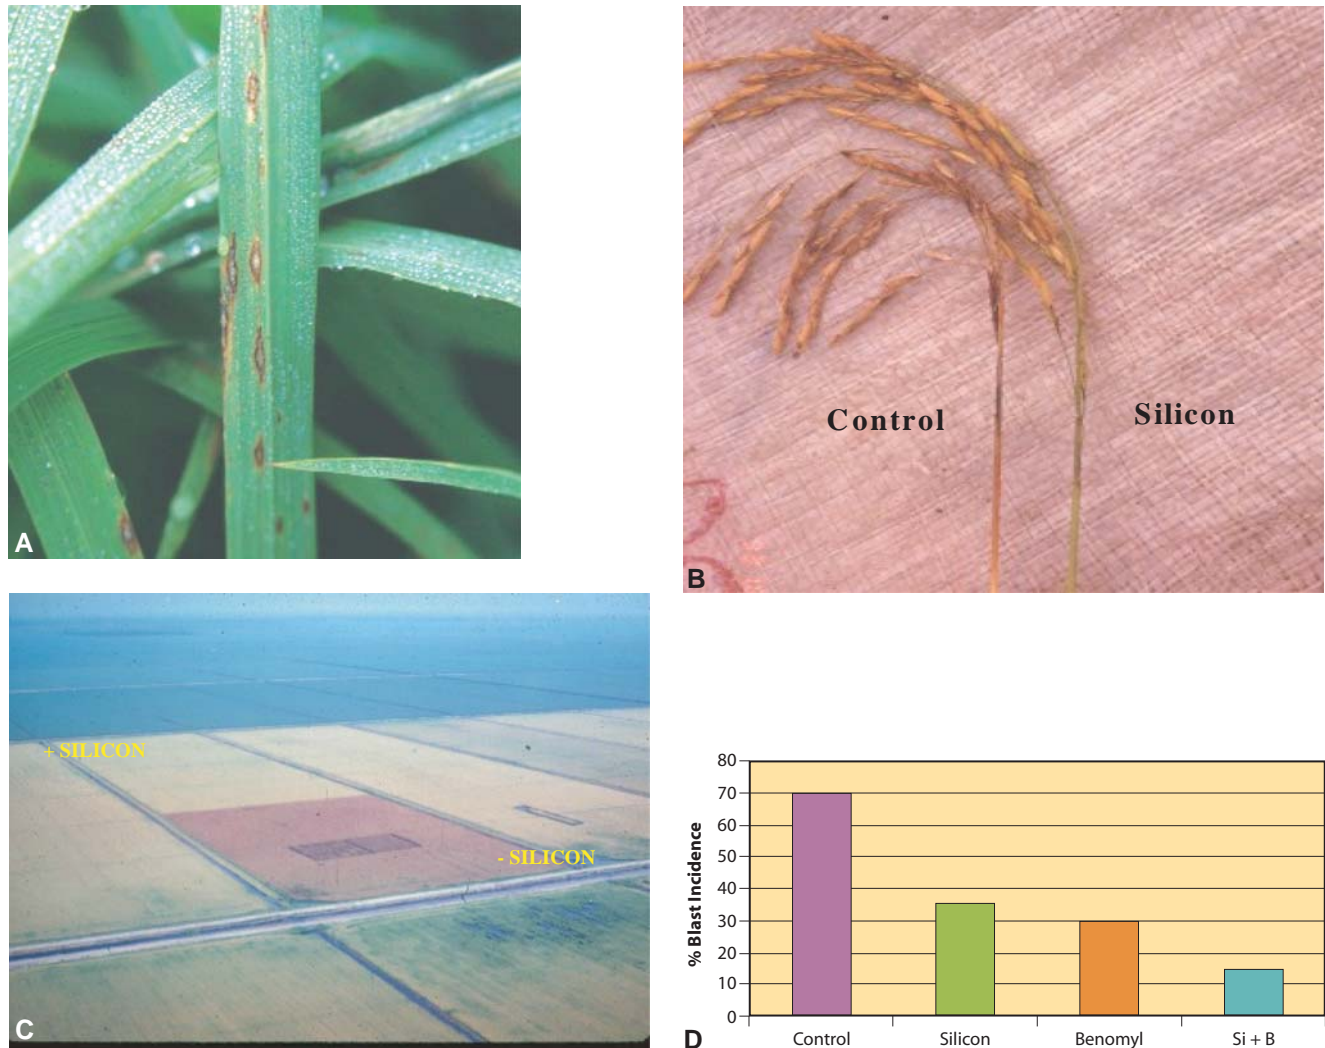 A
Control
Silicon
B
+ SILICON
- SILICON
C
80
70
60
50
40
30
20
10
0
% Blast Incidence
Control
Silicon
Benomyl
Si + B
D